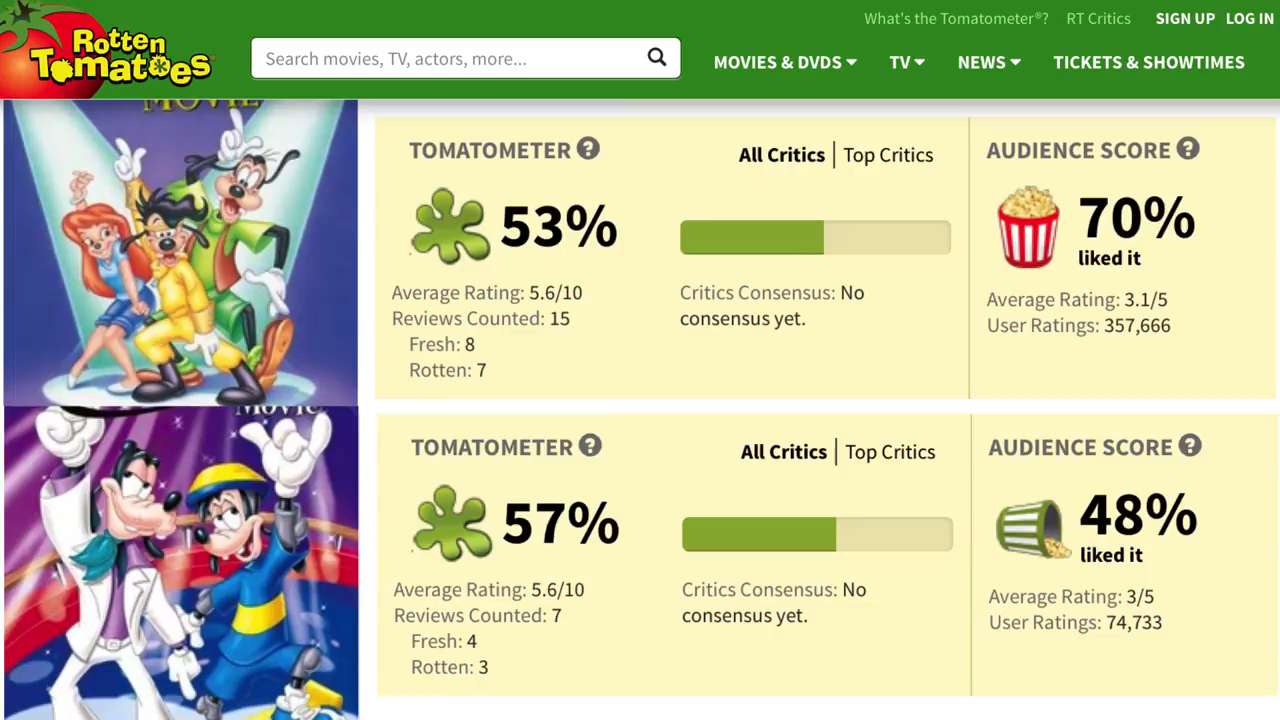 What's the Tomatometer®? RT Critics SIGN UP LOG IN
Rotten
Tomatoes
Search movies, TV, actors, more...
MOVIES & DVDS TV NEWS TICKETS & SHOWTIMES
MOVIE
TOMATOMETER ?
All Critics | Top Critics
53%
Average Rating: 5.6/10
Reviews Counted: 15
Fresh: 8
Rotten: 7
Critics Consensus: No
consensus yet.
AUDIENCE SCORE ?
70%
liked it
Average Rating: 3.1/5
User Ratings: 357,666
MOVIE
TOMATOMETER ?
All Critics | Top Critics
57%
Average Rating: 5.6/10
Reviews Counted: 7
Fresh: 4
Rotten: 3
Critics Consensus: No
consensus yet.
AUDIENCE SCORE ?
48%
liked it
Average Rating: 3/5
User Ratings: 74,733